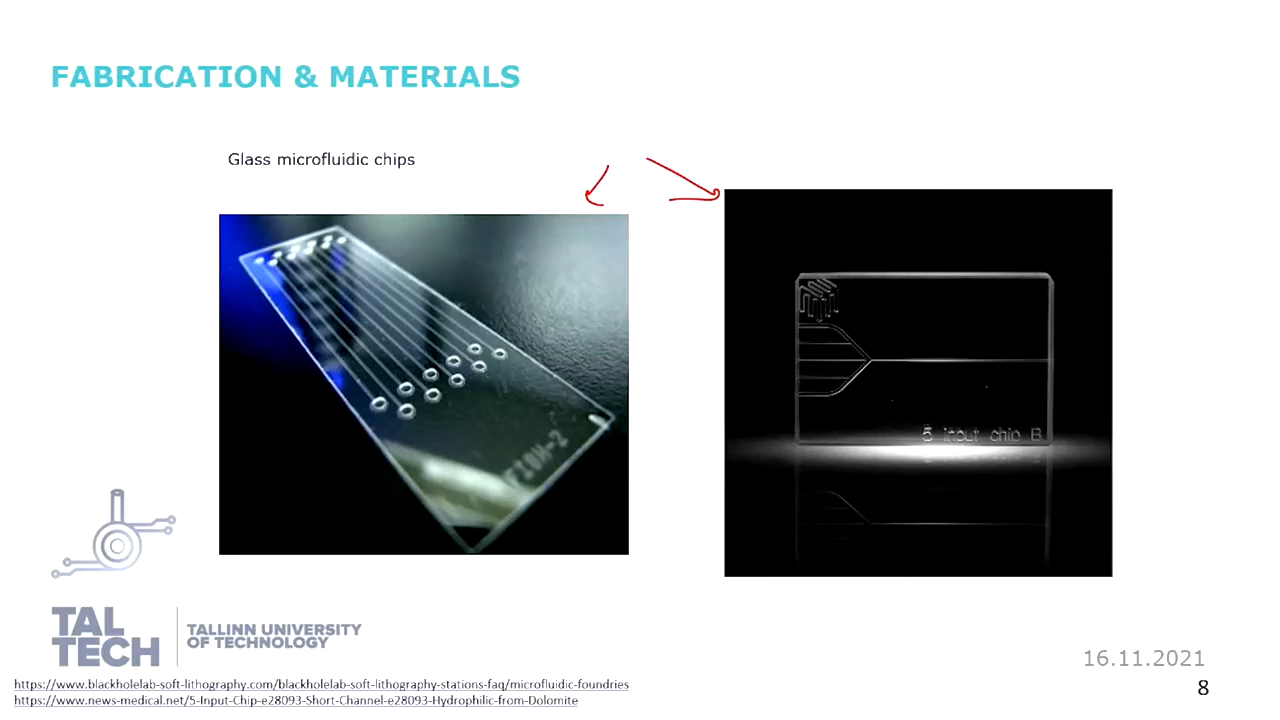 FABRICATION & MATERIALS
Glass microfluidic chips
5 input chip B
TAL
TECH
TALLINN UNIVERSITY
OF TECHNOLOGY
16.11.2021
https://www.blackholelab-soft-lithography.com/blackholelab-soft-lithography-stations-faq/microfluidic-foundries
https://www.news-medical.net/5-Input-Chip-e28093-Short-Channel-e28093-Hydrophilic-from-Dolomite
8